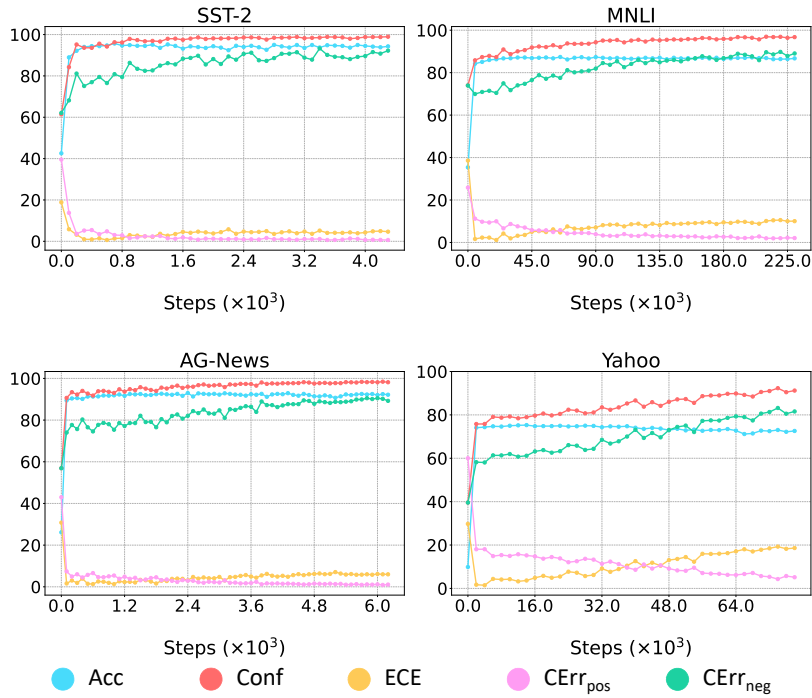 SST-2
100
80
60
40
20
0
0.0 0.8 1.6 2.4 3.2 4.0
Steps (×10³)
MNLI
100
80
60
40
20
0
0.0 45.0 90.0 135.0 180.0 225.0
Steps (×10³)
AG-News
100
80
60
40
20
0
0.0 1.2 2.4 3.6 4.8 6.0
Steps (×10³)
Yahoo
100
80
60
40
20
0
0.0 16.0 32.0 48.0 64.0
Steps (×10³)
Acc Conf ECE CErr_pos CErr_neg